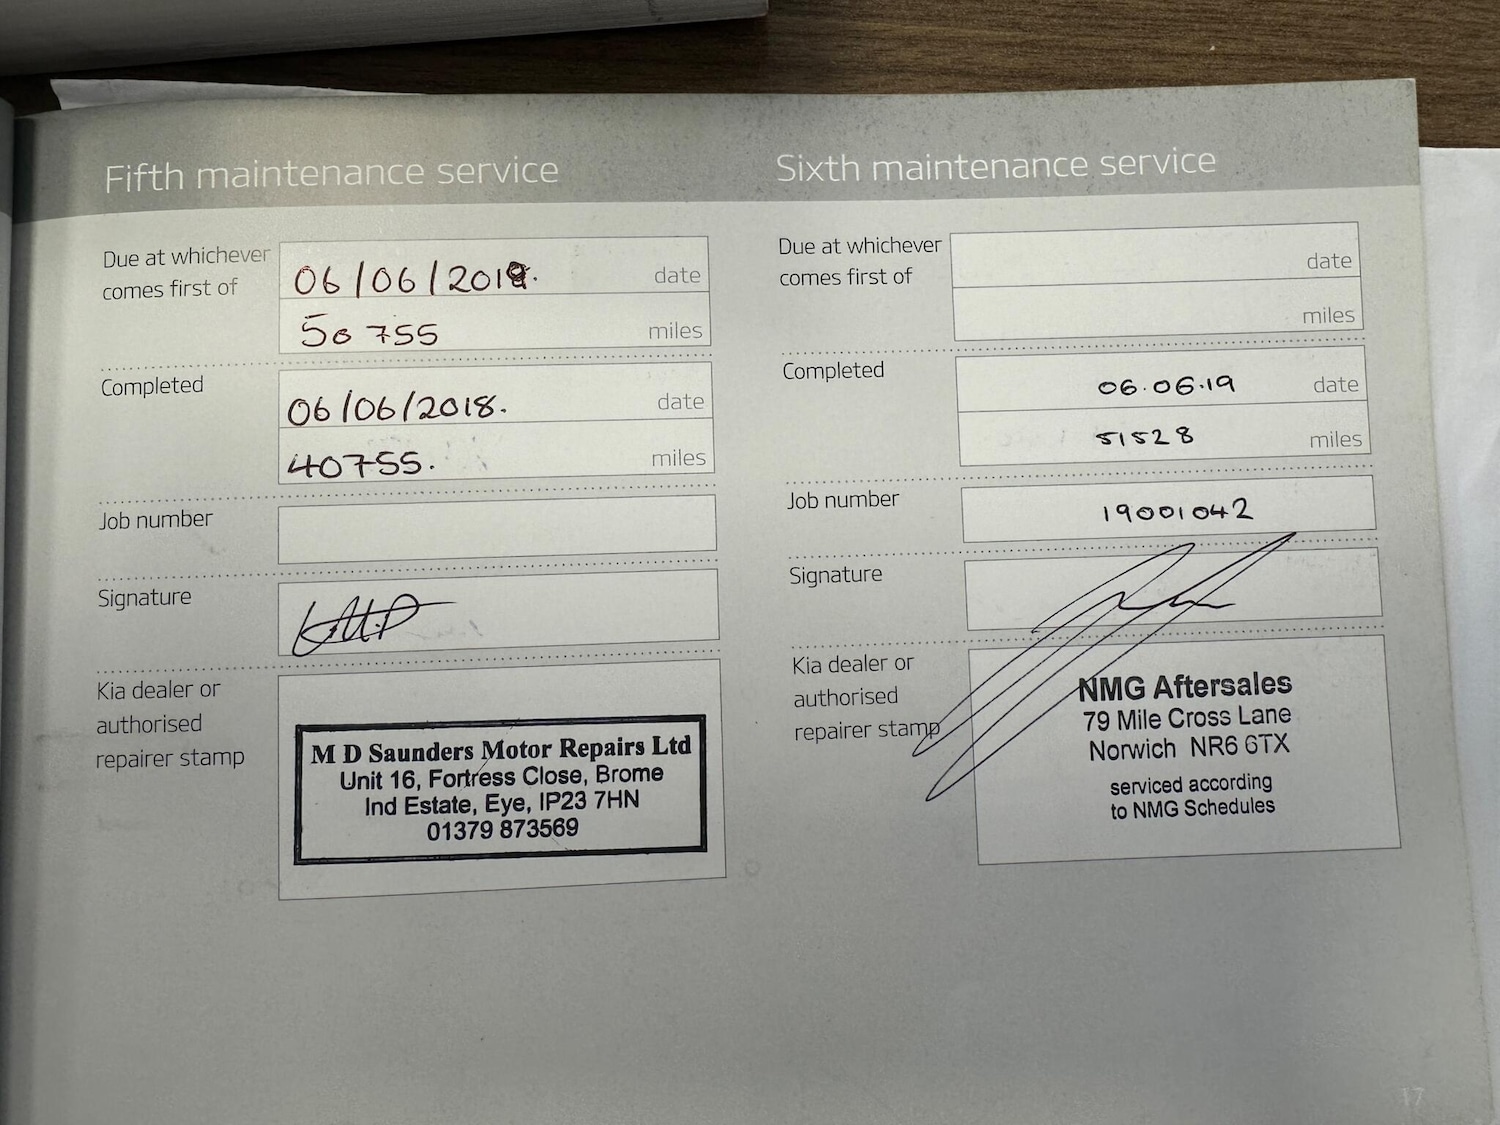 Fifth maintenance service
Due at whichever
comes first of
06/06/2019. date
50 755 miles
Completed
06/06/2018. date
40755. miles
Job number
Signature
Kia dealer or
authorised
repairer stamp
M D Saunders Motor Repairs Ltd
Unit 16, Fortress Close, Brome
Ind Estate, Eye, IP23 7HN
01379 873569
Sixth maintenance service
Due at whichever
comes first of
date
miles
Completed
06.06.19 date
51528 miles
Job number
19001042
Signature
Kia dealer or
authorised
repairer stamp
NMG Aftersales
79 Mile Cross Lane
Norwich NR6 6TX
serviced according
to NMG Schedules
17